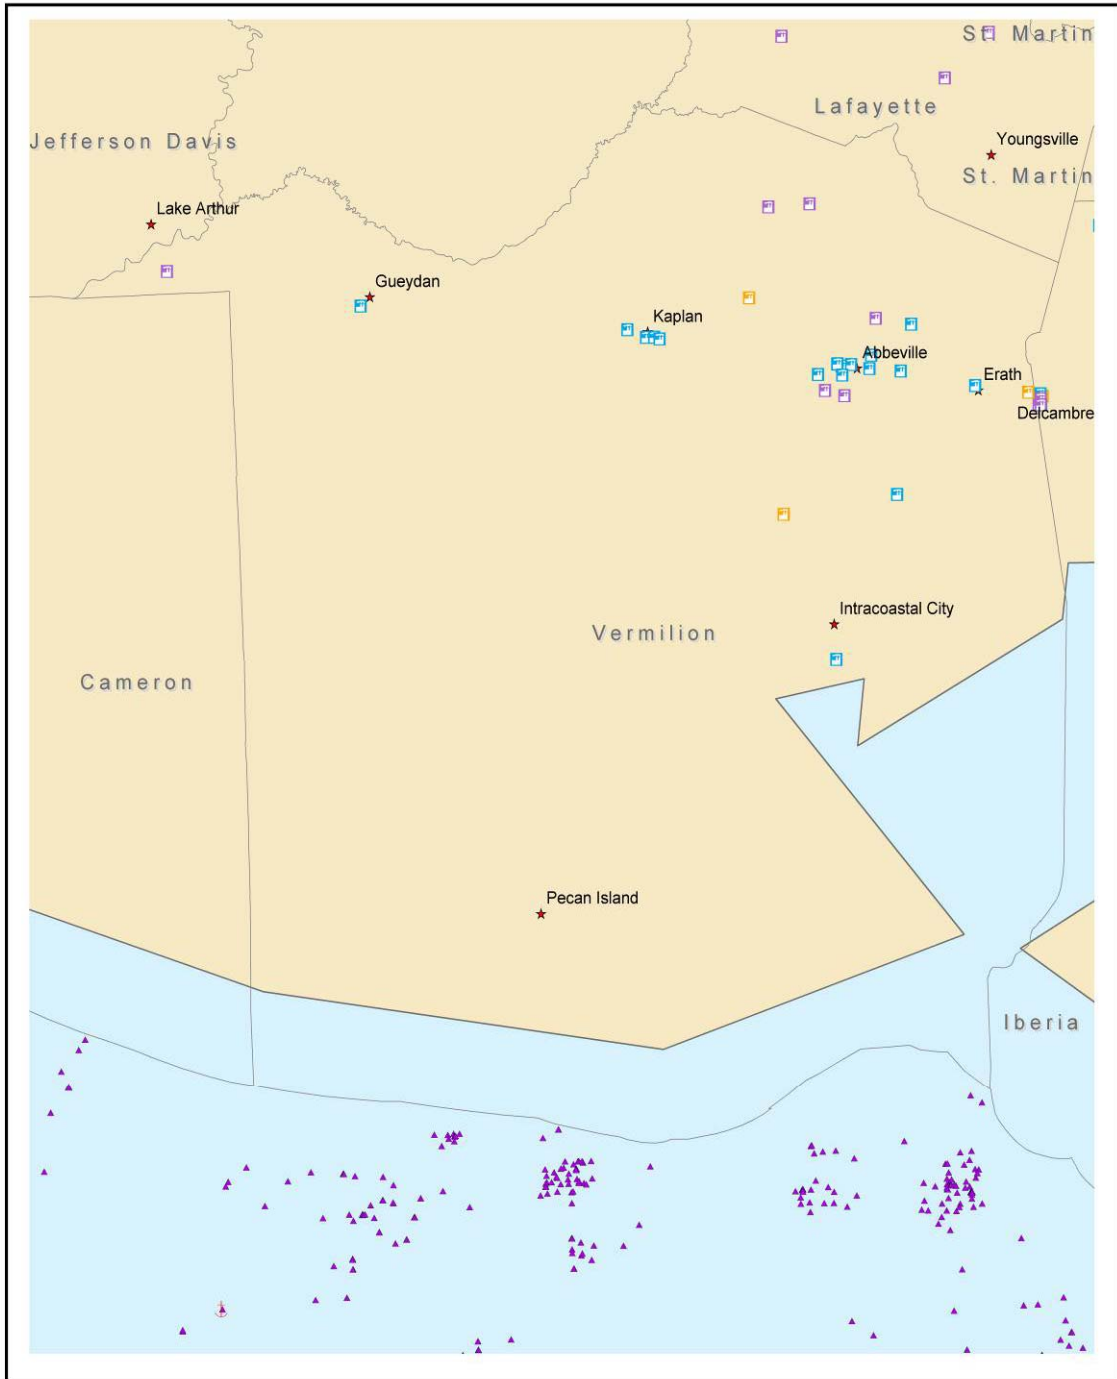 St. Martin
Lafayette
Jefferson Davis
Youngsville
St. Martin
Lake Arthur
Gueydan
Kaplan
Abbeville
Erath
Delcambre
Intracoastal City
Vermilion
Cameron
Pecan Island
Iberia